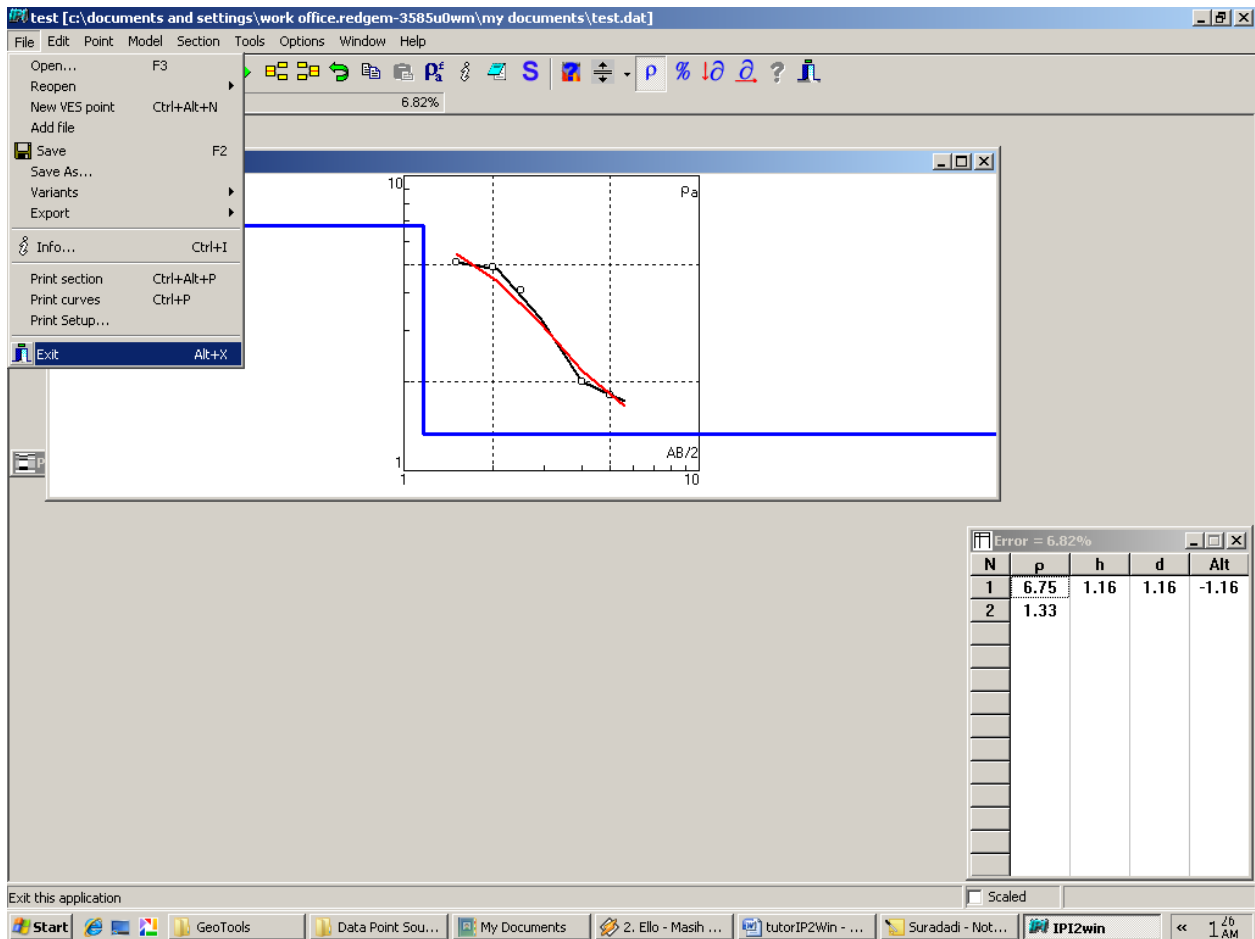 test [c:\documents and settings\work office.redgem-3585u0wm\my documents\test.dat]
File Edit Point Model Section Tools Options Window Help
Open... F3
Reopen
New VES point Ctrl+Alt+N
Add file
Save F2
Save As...
Variants
Export
Info... Ctrl+I
Print section Ctrl+Alt+P
Print curves Ctrl+P
Print Setup...
Exit Alt+X
S ρ % ↓∂ ∂ ?
6.82%
10
ρa
AB/2
1
1 10
P
Error = 6.82%
N ρ h d Alt
1 6.75 1.16 1.16 -1.16
2 1.33
Exit this application
Scaled
Start GeoTools Data Point Sou... My Documents 2. Ello - Masih ... tutorIP2Win - ... Suradadi - Not... IPI2win « 1 26 AM